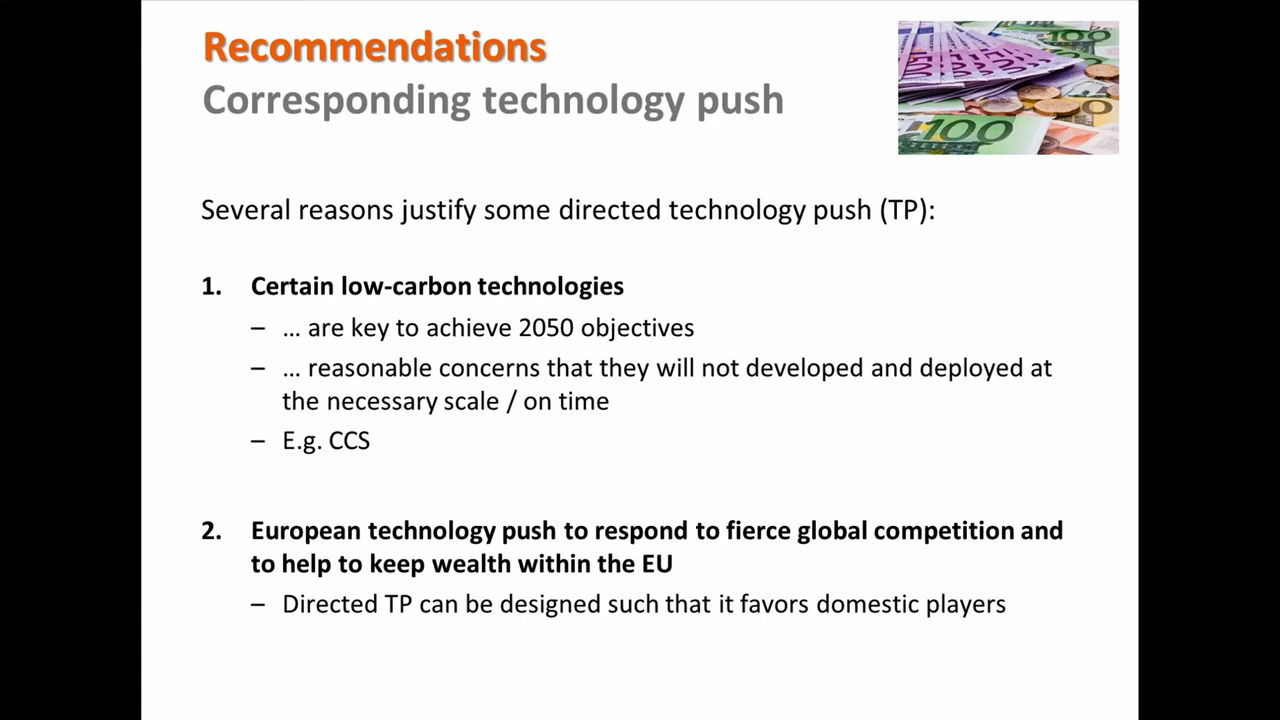 Recommendations
Corresponding technology push
100
100
Several reasons justify some directed technology push (TP):
1. Certain low-carbon technologies
– ... are key to achieve 2050 objectives
– ... reasonable concerns that they will not developed and deployed at
the necessary scale / on time
– E.g. CCS
2. European technology push to respond to fierce global competition and
to help to keep wealth within the EU
– Directed TP can be designed such that it favors domestic players